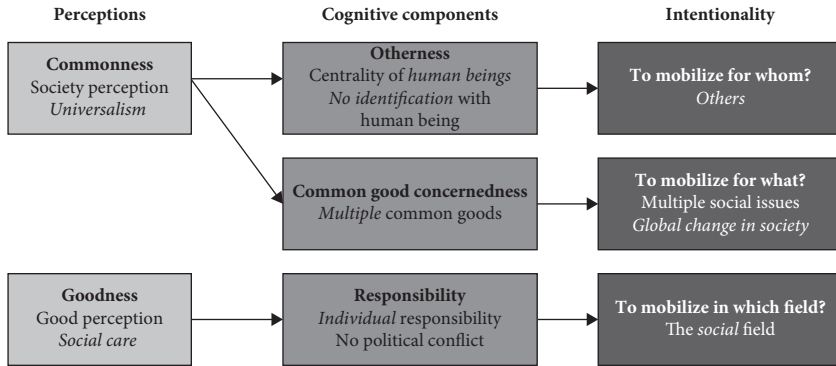 Perceptions
Cognitive components
Intentionality
Commonness
Society perception
Universalism
Otherness
Centrality of human beings
No identification with
human being
To mobilize for whom?
Others
Common good concernedness
Multiple common goods
To mobilize for what?
Multiple social issues
Global change in society
Goodness
Good perception
Social care
Responsibility
Individual responsibility
No political conflict
To mobilize in which field?
The social field